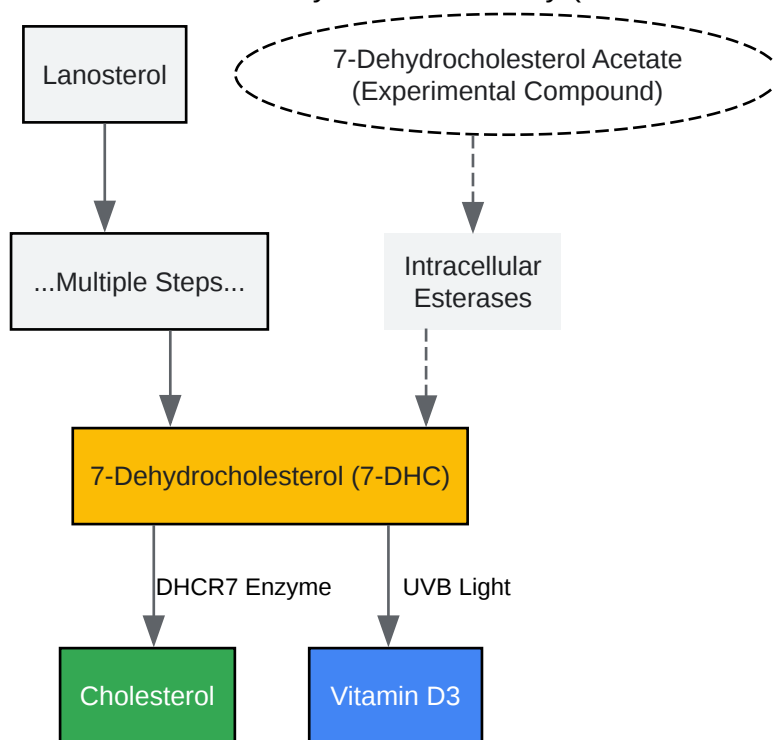 Lanosterol
7-Dehydrocholesterol Acetate
(Experimental Compound)
...Multiple Steps...
Intracellular
Esterases
7-Dehydrocholesterol (7-DHC)
DHCR7 Enzyme
UVB Light
Cholesterol
Vitamin D3